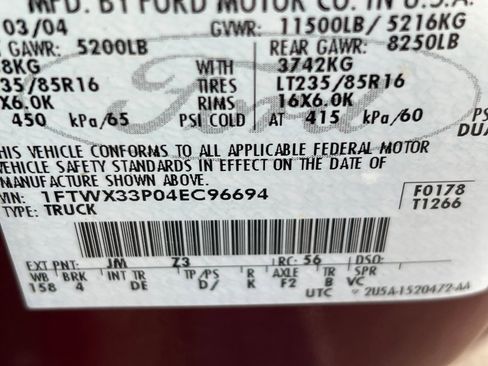 MFD. BY FORD MOTOR CO. IN U.S.A.
03/04 GVWR: 11500LB/ 5216KG
GAWR: 5200LB REAR GAWR: 8250LB
8KG WITH 3742KG
35/85R16 TIRES LT235/85R16
X6.0K RIMS 16X6.0K
450 kPa/65 PSI COLD AT 415 kPa/60
PSI
DUA
THIS VEHICLE CONFORMS TO ALL APPLICABLE FEDERAL MOTOR
VEHICLE SAFETY STANDARDS IN EFFECT ON THE DATE OF
MANUFACTURE SHOWN ABOVE.
VIN: 1FTWX33P04EC96694 F0178
TYPE: TRUCK T1266
Ford
EXT PNT: JM Z3 RC: 56 DSO:
WB BRK INT TR TP/PS R AXLE TR SPR
158 4 DE D/ K F2 B VC
UTC 2U5A-1520472-AA